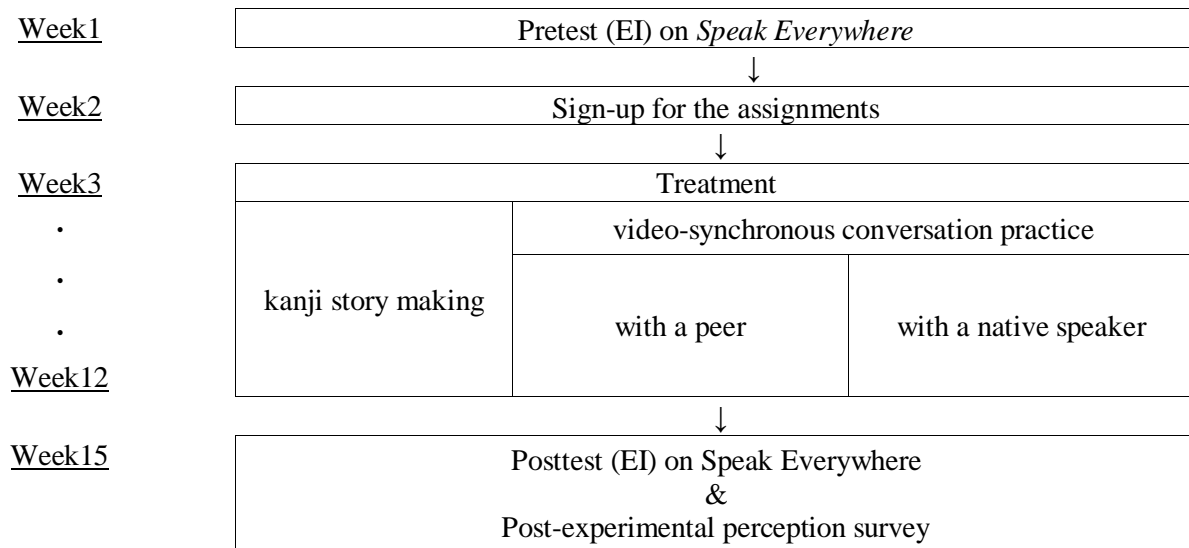 Week1
Pretest (EI) on Speak Everywhere
↓
Week2
Sign-up for the assignments
↓
Week3
Treatment
video-synchronous conversation practice
kanji story making
with a peer
with a native speaker
.
.
.
Week12
↓
Week15
Posttest (EI) on Speak Everywhere
&
Post-experimental perception survey